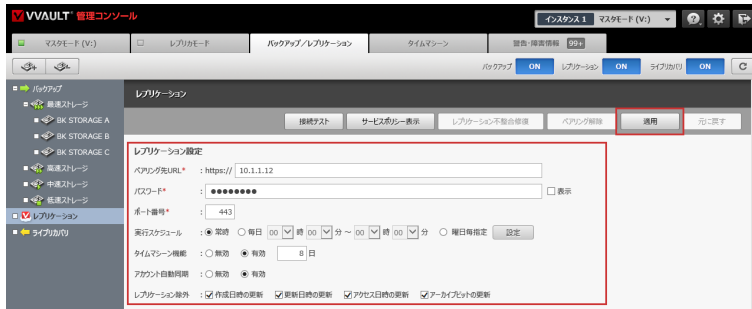 VVAULT® 管理コンソール インスタンス 1 マスタモード (V:)
マスタモード (V:) レプリカモード バックアップ／レプリケーション タイムマシーン 警告・障害情報 99+
バックアップ ON レプリケーション ON ライブリカバリ ON
バックアップ
レプリケーション
最速ストレージ
BK STORAGE A
接続テスト サービスポリシー表示 レプリケーション不整合修復 ペアリング解除 適用 元に戻す
BK STORAGE B
BK STORAGE C
レプリケーション設定
高速ストレージ
ペアリング先URL* : https:// 10.1.1.12
中速ストレージ
パスワード* : ●●●●●●●● 表示
低速ストレージ
レプリケーション
ポート番号* : 443
ライブリカバリ
実行スケジュール : 常時 毎日 00 時 00 分 ～ 00 時 00 分 曜日毎指定 設定
タイムマシーン機能 : 無効 有効 8 日
アカウント自動同期 : 無効 有効
レプリケーション除外 : 作成日時の更新 更新日時の更新 アクセス日時の更新 アーカイブビットの更新